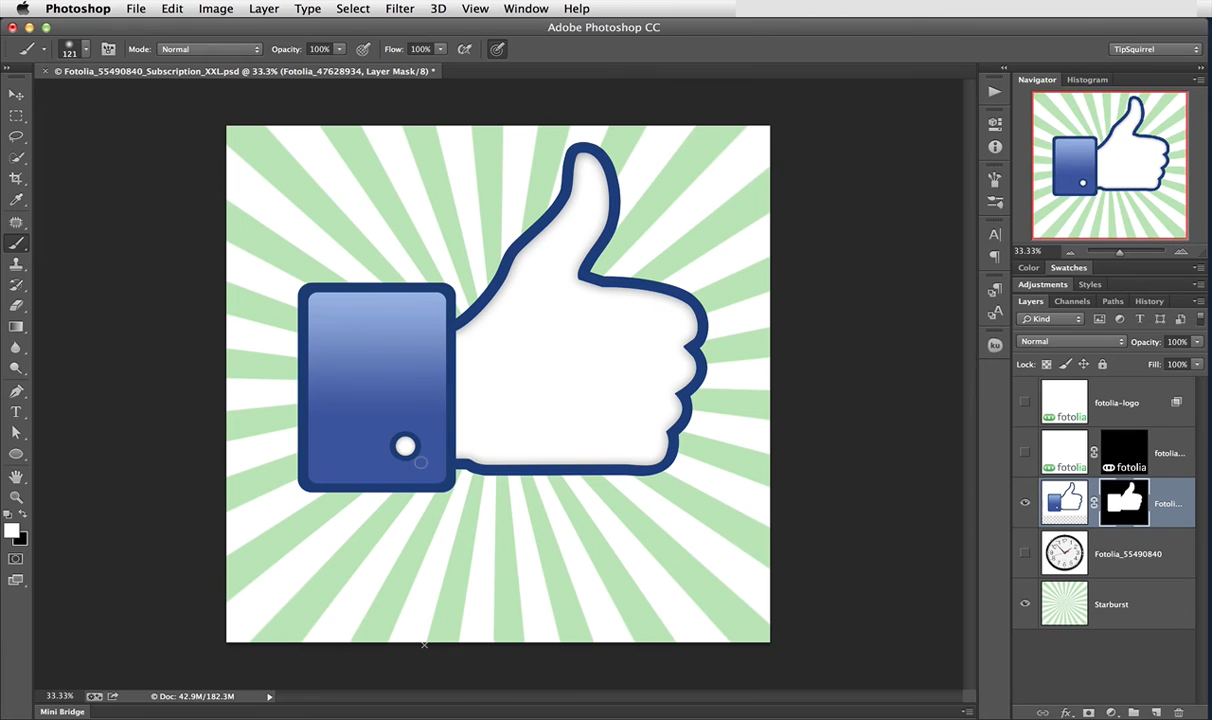 Photoshop File Edit Image Layer Type Select Filter 3D View Window Help
Adobe Photoshop CC
121 Mode: Normal Opacity: 100% Flow: 100% TipSquirrel
× © Fotolia_55490840_Subscription_XXL.psd @ 33.3% (Fotolia_47628934, Layer Mask/8) *
Navigator Histogram
33.33%
Color Swatches
Adjustments Styles
Layers Channels Paths History
Kind
Normal Opacity: 100%
Lock: Fill: 100%
fotolia
fotolia-logo
fotolia
fotolia
fotolia...
Fotoli...
Fotolia_55490840
Starburst
33.33% © Doc: 42.9M/182.3M
Mini Bridge